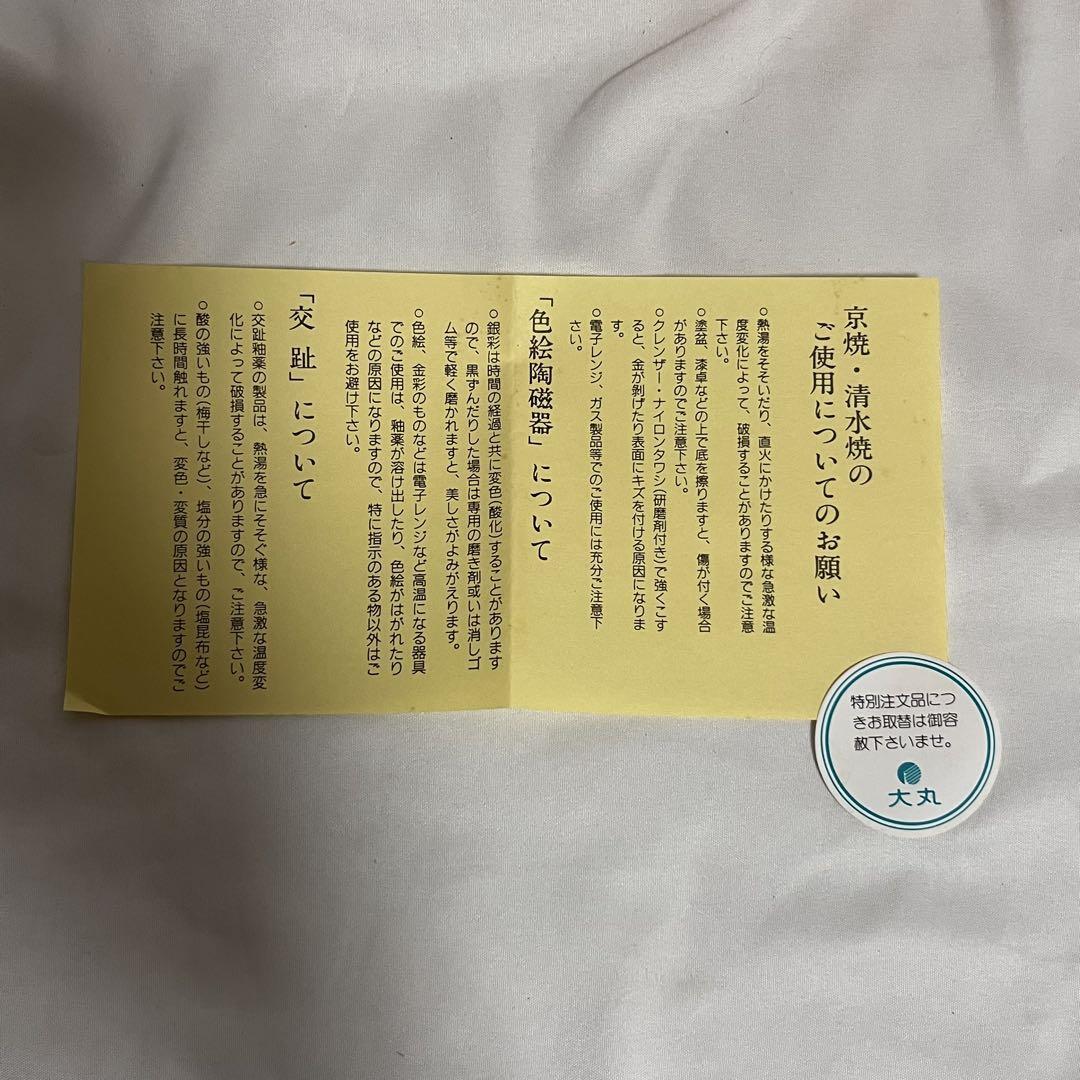 京焼・清水焼の
ご使用についてのお願い
○熱湯をそそいだり、直火にかけたりする様な急激な温
度変化によって、破損することがありますのでご注意
下さい。
○塗盆、漆卓などの上で底を擦りますと、傷が付く場合
がありますのでご注意下さい。
○クレンザー・ナイロンタワシ(研磨剤付き)で強くこす
ると、金が剥げたり表面にキズを付ける原因になりま
す。
○電子レンジ、ガス製品等でのご使用には充分ご注意下
さい。
「色絵陶磁器」について
○銀彩は時間の経過と共に変色(酸化)することがあります
ので、黒ずんだりした場合は専用の磨き剤或いは消しゴ
ム等で軽く磨かれますと、美しさがよみがえります。
○色絵、金彩のものなどは電子レンジなど高温になる器具
でのご使用は、釉薬が溶け出したり、色絵がはがれたり
などの原因になりますので、特に指示のある物以外はご
使用をお避け下さい。
「交趾」について
○交趾釉薬の製品は、熱湯を急にそそぐ様な、急激な温度変
化によって破損することがありますので、ご注意下さい。
○酸の強いもの(梅干しなど)、塩分の強いもの(塩昆布など)
に長時間触れますと、変色・変質の原因となりますのでご
注意下さい。
特別注文品につ
きお取替は御容
赦下さいませ。
大丸